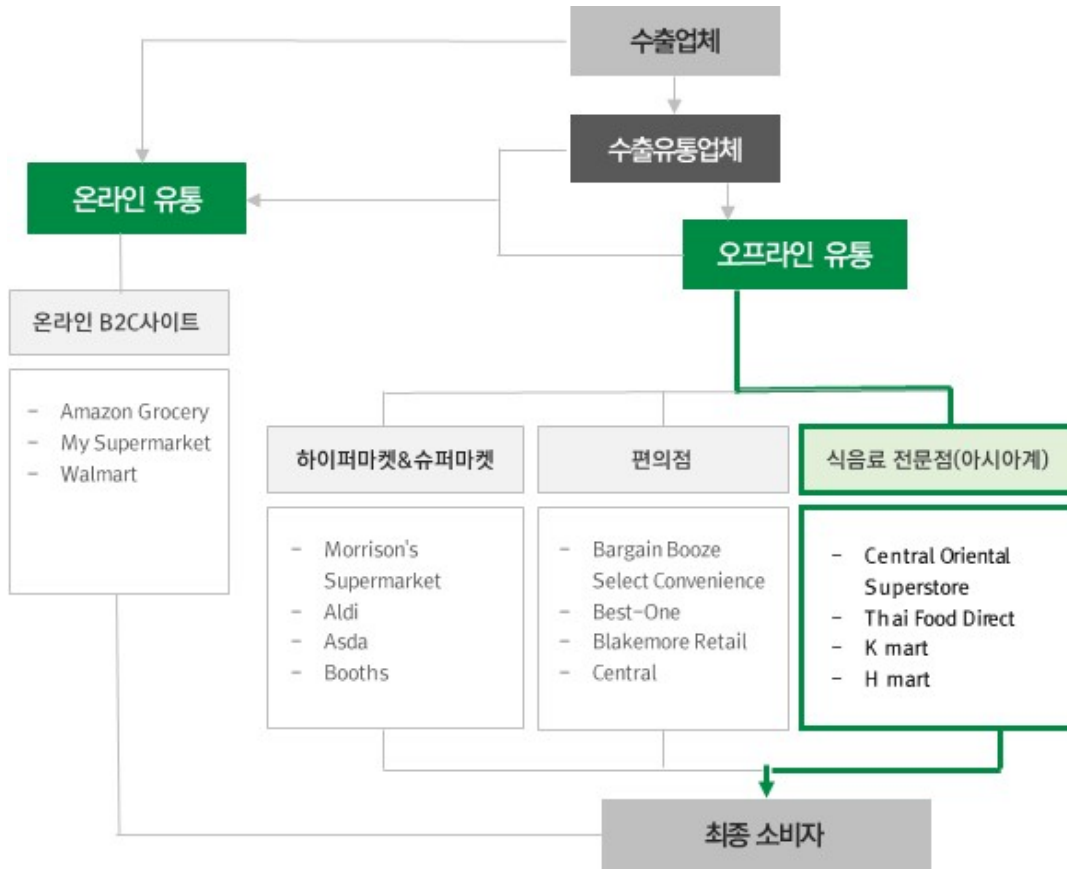 수출업체
수출유통업체
온라인 유통
오프라인 유통
온라인 B2C사이트
- Amazon Grocery
- My Supermarket
- Walmart
하이퍼마켓&슈퍼마켓
- Morrison's
Supermarket
- Aldi
- Asda
- Booths
편의점
- Bargain Booze
Select Convenience
- Best-One
- Blakemore Retail
- Central
식음료 전문점(아시아계)
- Central Oriental
Superstore
- Thai Food Direct
- K mart
- H mart
최종 소비자